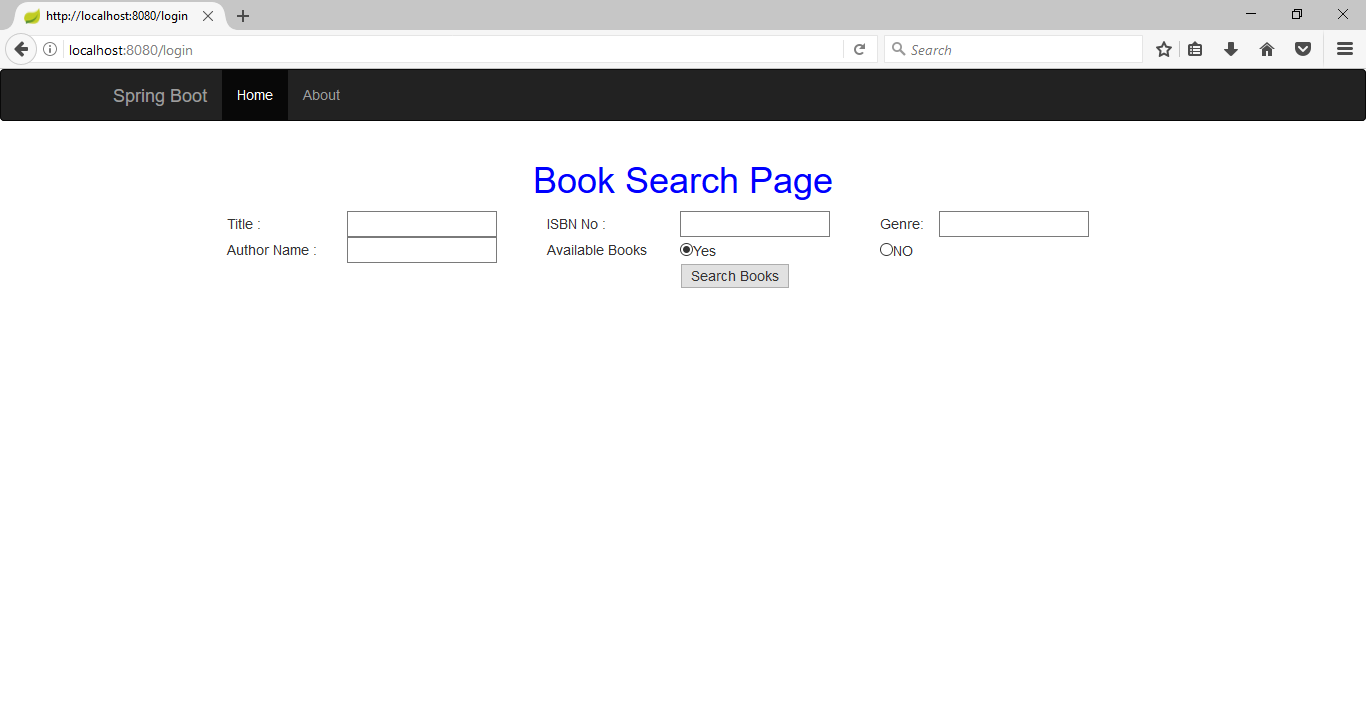 http://localhost:8080/login
localhost:8080/login Search
Spring Boot Home About
Book Search Page
Title : ISBN No : Genre:
Author Name : Available Books Yes NO
Search Books